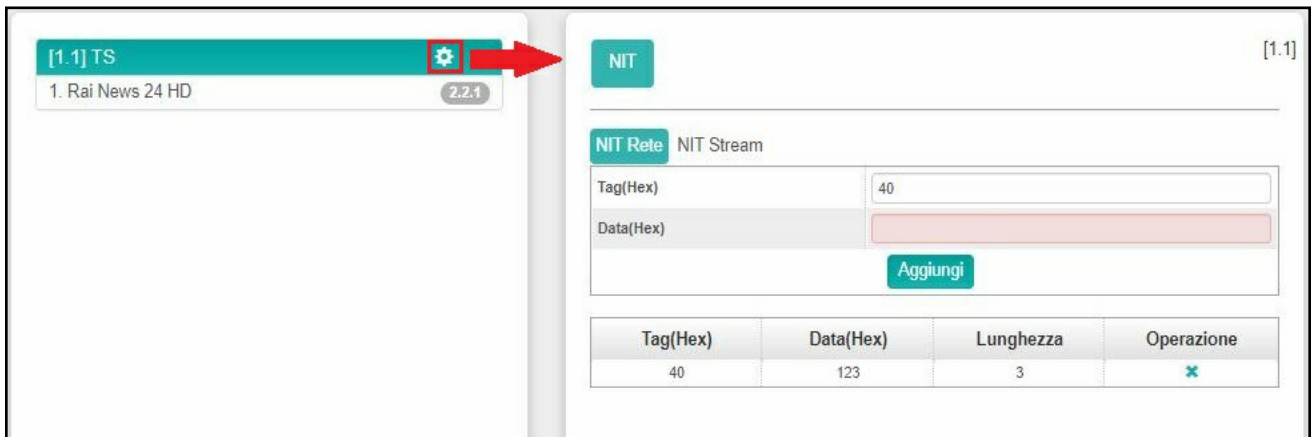 [1.1] TS
1. Rai News 24 HD 2.2.1
NIT [1.1]
NIT Rete NIT Stream
Tag(Hex) 40
Data(Hex)
Aggiungi
Tag(Hex) Data(Hex) Lunghezza Operazione
40 123 3